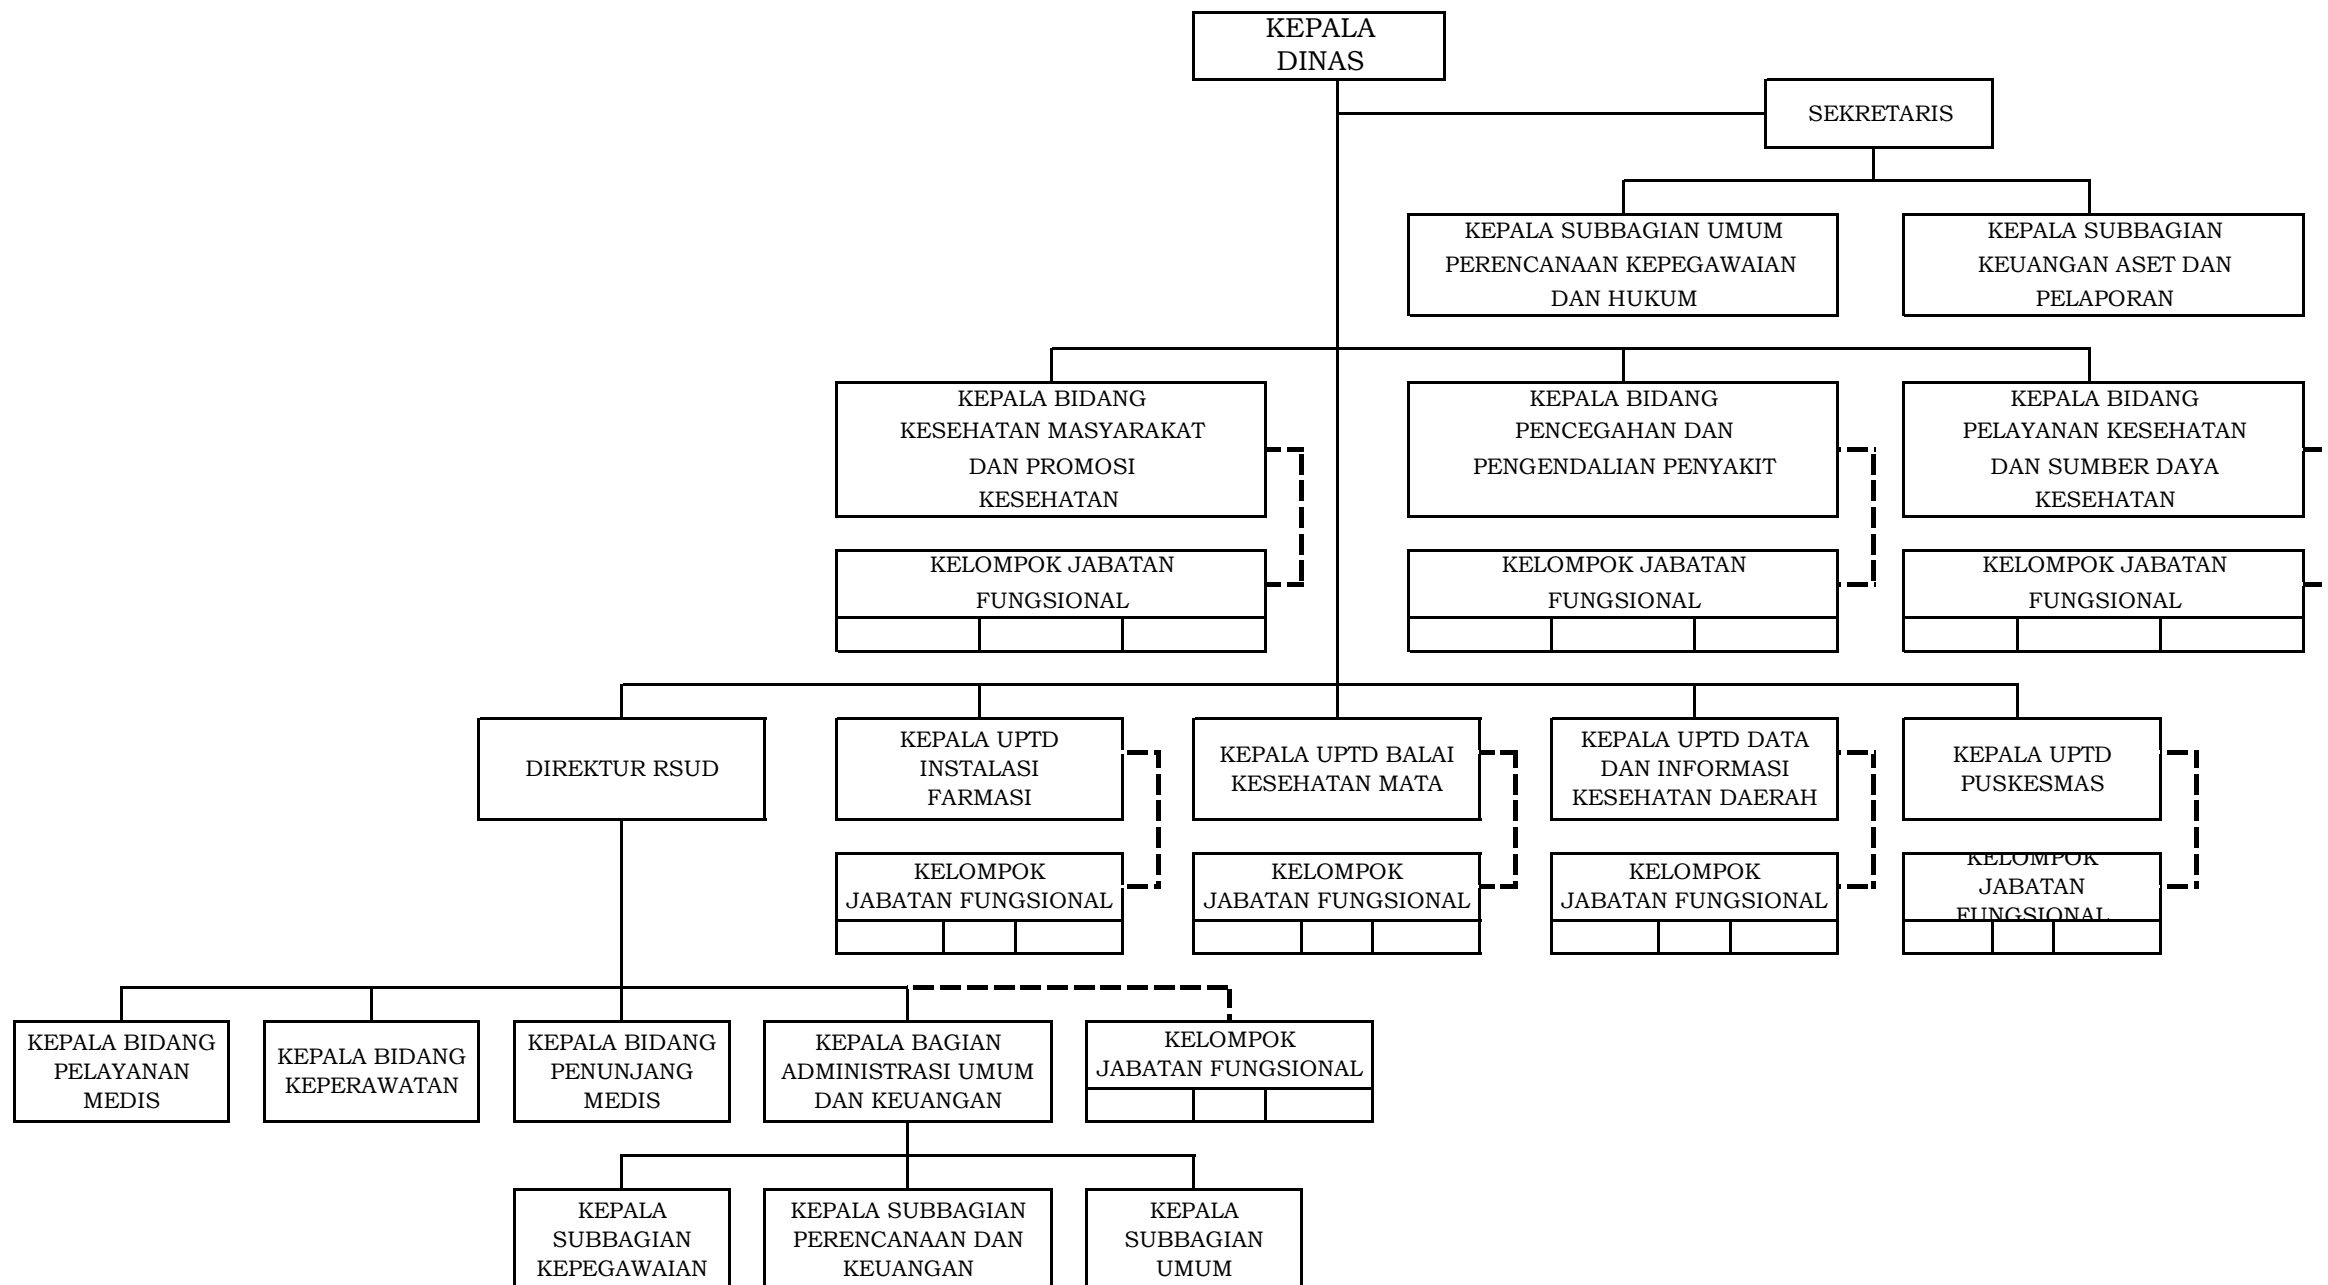 KEPALA
DINAS
SEKRETARIS
KEPALA SUBBAGIAN UMUM
PERENCANAAN KEPEGAWAIAN
DAN HUKUM
KEPALA SUBBAGIAN
KEUANGAN ASET DAN
PELAPORAN
KEPALA BIDANG
KESEHATAN MASYARAKAT
DAN PROMOSI
KESEHATAN
KEPALA BIDANG
PENCEGAHAN DAN
PENGENDALIAN PENYAKIT
KEPALA BIDANG
PELAYANAN KESEHATAN
DAN SUMBER DAYA
KESEHATAN
KELOMPOK JABATAN
FUNGSIONAL
KELOMPOK JABATAN
FUNGSIONAL
KELOMPOK JABATAN
FUNGSIONAL
DIREKTUR RSUD
KEPALA UPTD
INSTALASI
FARMASI
KEPALA UPTD BALAI
KESEHATAN MATA
KEPALA UPTD DATA
DAN INFORMASI
KESEHATAN DAERAH
KEPALA UPTD
PUSKESMAS
KELOMPOK
JABATAN FUNGSIONAL
KELOMPOK
JABATAN FUNGSIONAL
KELOMPOK
JABATAN FUNGSIONAL
KELOMPOK
JABATAN
FUNGSIONAL
KEPALA BIDANG
PELAYANAN
MEDIS
KEPALA BIDANG
KEPERAWATAN
KEPALA BIDANG
PENUNJANG
MEDIS
KEPALA BAGIAN
ADMINISTRASI UMUM
DAN KEUANGAN
KELOMPOK
JABATAN FUNGSIONAL
KEPALA
SUBBAGIAN
KEPEGAWAIAN
KEPALA SUBBAGIAN
PERENCANAAN DAN
KEUANGAN
KEPALA
SUBBAGIAN
UMUM